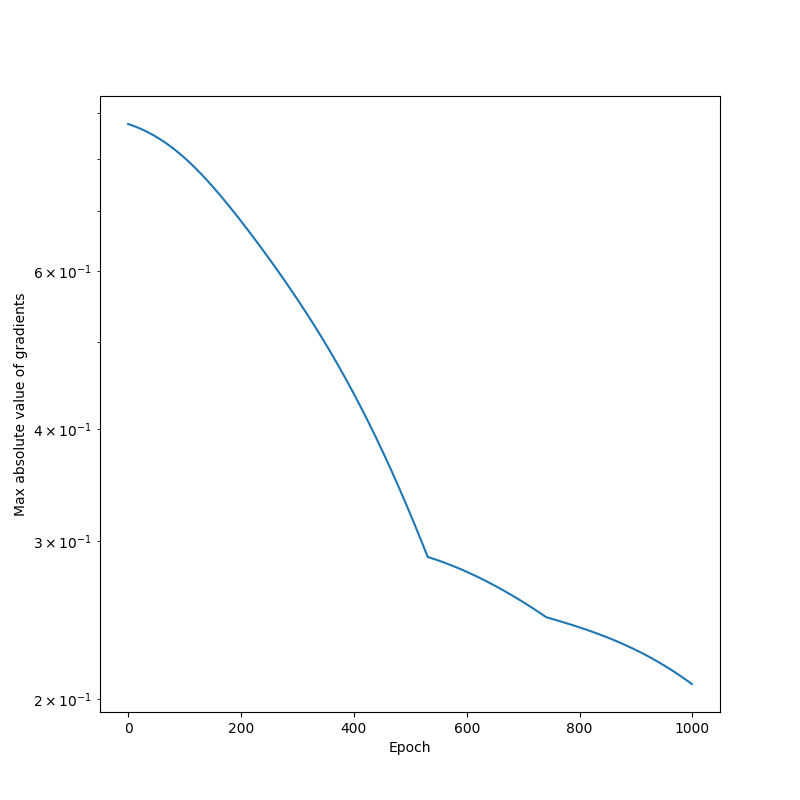 Max absolute value of gradients
6 × 10⁻¹
4 × 10⁻¹
3 × 10⁻¹
2 × 10⁻¹
0 200 400 600 800 1000
Epoch